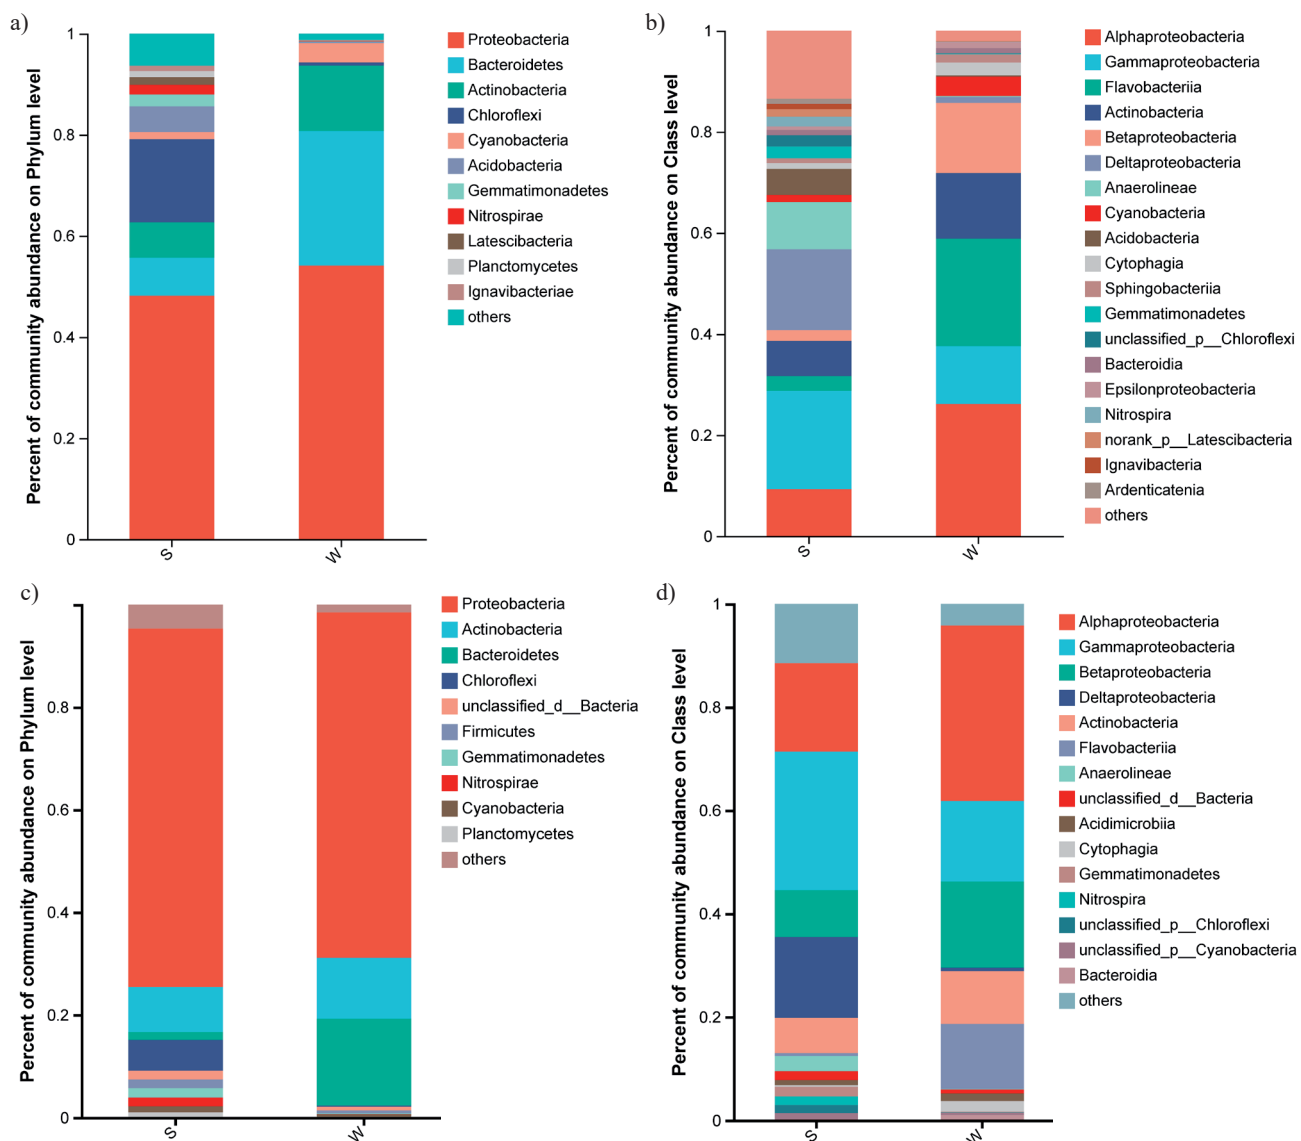 a)
Percent of community abundance on Phylum level
1
0.8
0.6
0.4
0.2
0
S
W
Proteobacteria
Bacteroidetes
Actinobacteria
Chloroflexi
Cyanobacteria
Acidobacteria
Gemmatimonadetes
Nitrospirae
Latescibacteria
Planctomycetes
Ignavibacteriae
others
b)
Percent of community abundance on Class level
1
0.8
0.6
0.4
0.2
0
S
W
Alphaproteobacteria
Gammaproteobacteria
Flavobacteriia
Actinobacteria
Betaproteobacteria
Deltaproteobacteria
Anaerolineae
Cyanobacteria
Acidobacteria
Cytophagia
Sphingobacteriia
Gemmatimonadetes
unclassified_p__Chloroflexi
Bacteroidia
Epsilonproteobacteria
Nitrospira
norank_p__Latescibacteria
Ignavibacteria
Ardenticatenia
others
c)
Percent of community abundance on Phylum level
0.8
0.6
0.4
0.2
0
S
W
Proteobacteria
Actinobacteria
Bacteroidetes
Chloroflexi
unclassified_d__Bacteria
Firmicutes
Gemmatimonadetes
Nitrospirae
Cyanobacteria
Planctomycetes
others
d)
Percent of community abundance on Class level
1
0.8
0.6
0.4
0.2
0
S
W
Alphaproteobacteria
Gammaproteobacteria
Betaproteobacteria
Deltaproteobacteria
Actinobacteria
Flavobacteriia
Anaerolineae
unclassified_d__Bacteria
Acidimicrobiia
Cytophagia
Gemmatimonadetes
Nitrospira
unclassified_p__Chloroflexi
unclassified_p__Cyanobacteria
Bacteroidia
others